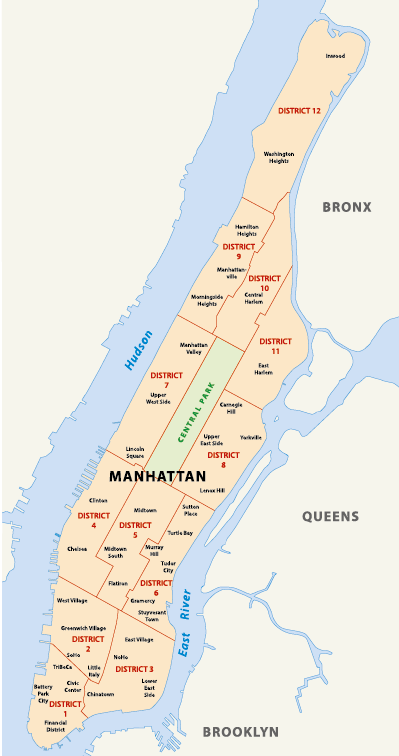 Inwood
DISTRICT 12
Washington
Heights
BRONX
Hamilton
Heights
DISTRICT
9
Manhattan-
ville
DISTRICT
10
Morningside
Heights
Central
Harlem
Hudson
Manhattan
Valley
DISTRICT
11
East
Harlem
DISTRICT
7
Upper
West Side
CENTRAL PARK
Carnegie
Hill
Upper
East Side
Yorkville
Lincoln
Square
DISTRICT
8
MANHATTAN
Lenox Hill
Clinton
DISTRICT
4
Midtown
Sutton
Place
DISTRICT
5
Turtle Bay
QUEENS
Chelsea
Midtown
South
Murray
Hill
Tudor
City
Flatiron
DISTRICT
6
Gramercy
Stuyvesant
Town
East River
West Village
Greenwich Village
DISTRICT
2
East Village
SoHo
NoHo
TriBeCa
Little
Italy
DISTRICT 3
Battery
Park
City
Civic
Center
Chinatown
Lower
East
Side
DISTRICT
1
Financial
District
BROOKLYN